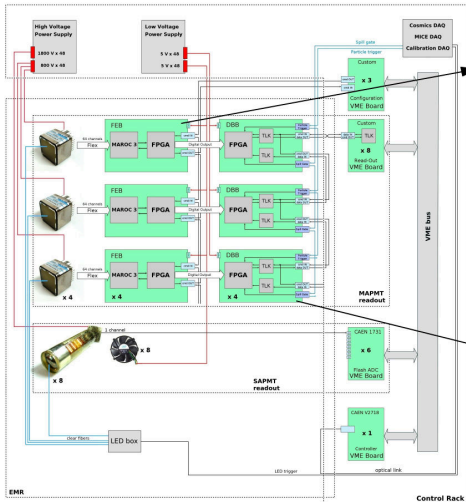 High Voltage
Power Supply
1800 V x 48
800 V x 48
Low Voltage
Power Supply
5 V x 48
5 V x 48
Cosmics DAQ
MICE DAQ
Calibration DAQ
Spill gate
Particle trigger
Custom
x 3
Configuration
VME Board
FEB
MAROC 3
FPGA
64 channels
Flex
Digital Output
DBB
FPGA
TLK
TLK
Custom
TLK
x 8
Read-Out
VME Board
FEB
MAROC 3
FPGA
64 channels
Flex
Digital Output
DBB
FPGA
TLK
TLK
VME bus
FEB
MAROC 3
FPGA
64 channels
Flex
Digital Output
DBB
FPGA
TLK
TLK
x 4
x 4
x 4
MAPMT
readout
1 channel
x 8
x 8
SAPMT
readout
CAEN 1731
x 6
Flash ADC
VME Board
CAEN V2718
x 1
Controller
VME Board
clear fibers
LED box
LED trigger
optical link
EMR
Control Rack